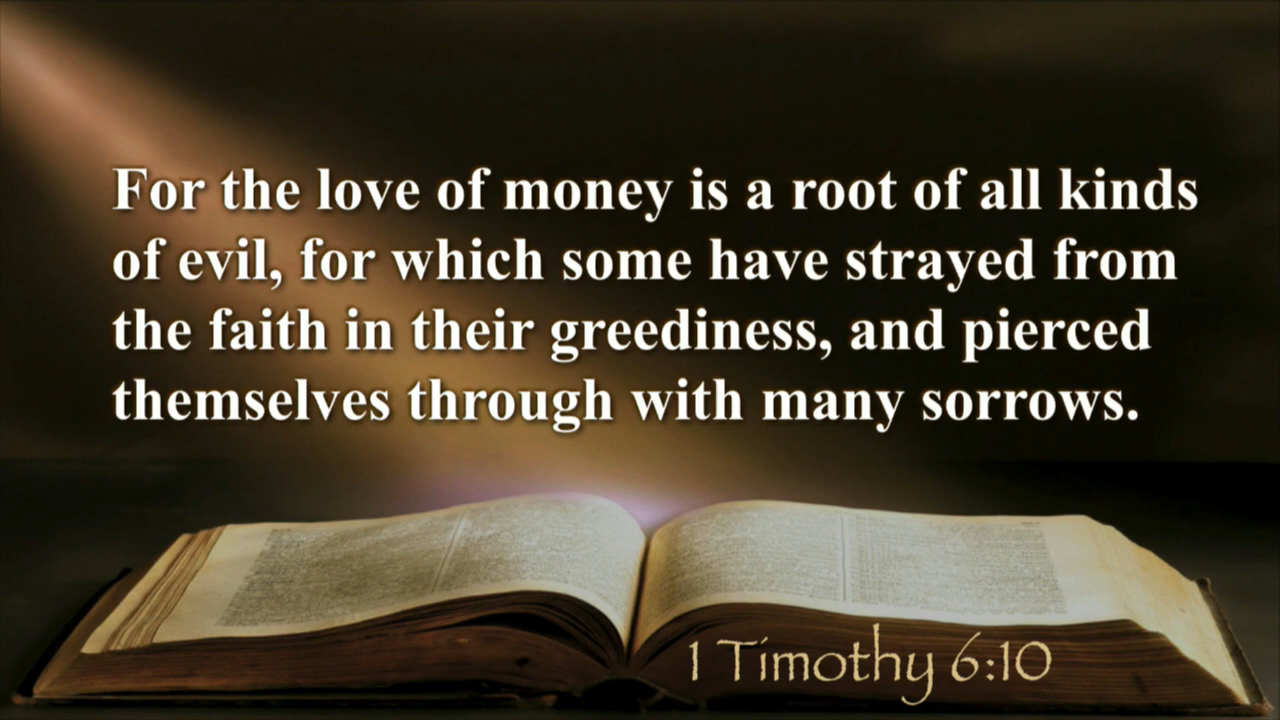 For the love of money is a root of all kinds
of evil, for which some have strayed from
the faith in their greediness, and pierced
themselves through with many sorrows.
1 Timothy 6:10